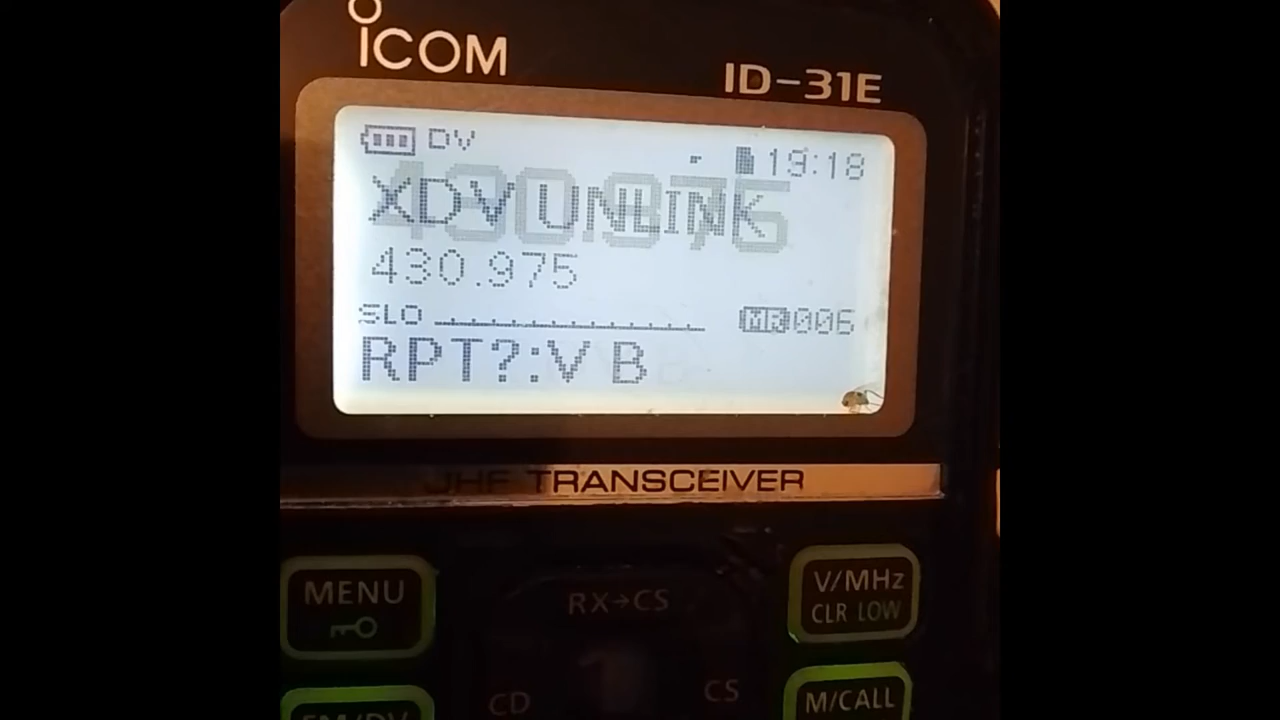 ICOM
ID-31E
DV
19:18
XDV UNLINK
430.975
SLO
MR 006
RPT?:V B
UHF TRANSCEIVER
MENU
RX→CS
V/MHz
CLR LOW
CD
CS
M/CALL